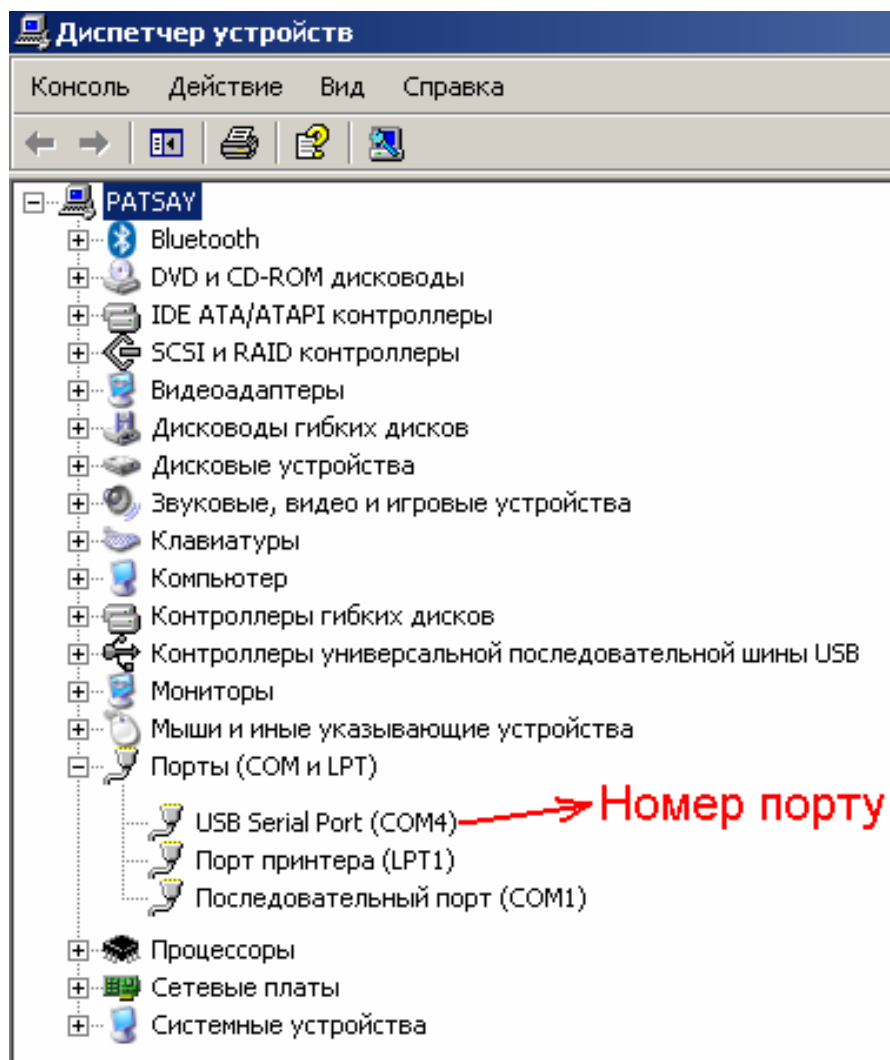 Диспетчер устройств
Консоль Действие Вид Справка
PATSAY
Bluetooth
DVD и CD-ROM дисководы
IDE ATA/ATAPI контроллеры
SCSI и RAID контроллеры
Видеоадаптеры
Дисководы гибких дисков
Дисковые устройства
Звуковые, видео и игровые устройства
Клавиатуры
Компьютер
Контроллеры гибких дисков
Контроллеры универсальной последовательной шины USB
Мониторы
Мыши и иные указывающие устройства
Порты (COM и LPT)
USB Serial Port (COM4) Номер порту
Порт принтера (LPT1)
Последовательный порт (COM1)
Процессоры
Сетевые платы
Системные устройства